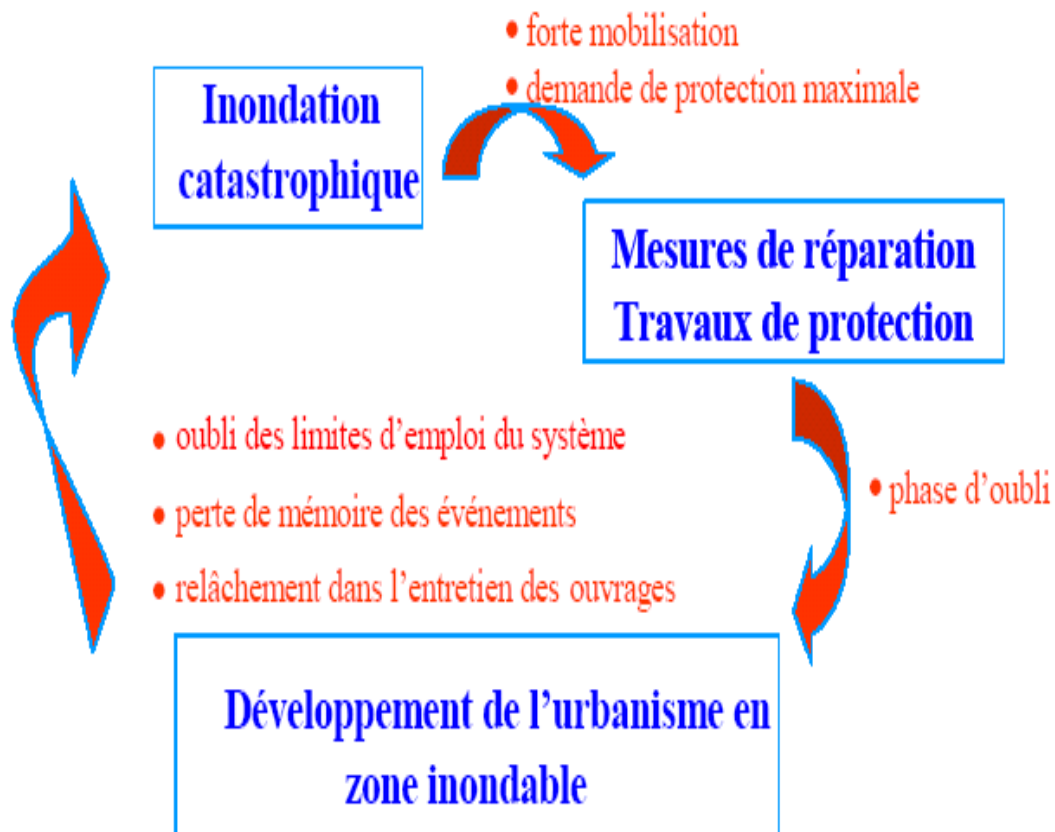 • forte mobilisation
• demande de protection maximale
Inondation
catastrophique
Mesures de réparation
Travaux de protection
• phase d’oubli
• oubli des limites d’emploi du système
• perte de mémoire des événements
• relâchement dans l’entretien des ouvrages
Développement de l’urbanisme en
zone inondable